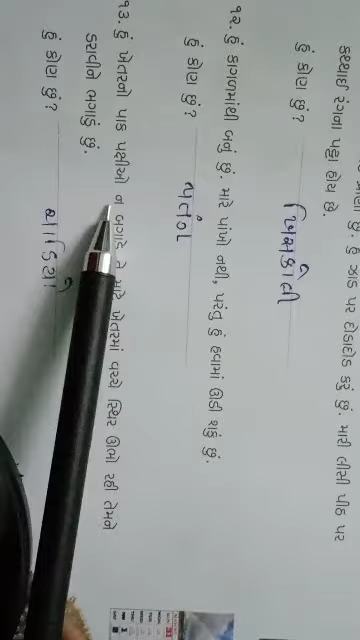 હું ઝાડ પર દોડાદોડ કરું છું. મારી લીસી પીઠ પર
કથ્થાઈ રંગના પટ્ટા હોય છે.
હું કોણ છું? ખિસકોલી
૧૨. હું કાગળમાંથી બનું છું. મારે પાંખો નથી, પરંતુ હું હવામાં ઊડી શકું છું.
હું કોણ છું? પતંગ
૧૩. હું ખેતરનો પાક પક્ષીઓ ન બગાડે તે માટે ખેતરમાં વચ્ચે સ્થિર ઊભો રહી તેમને
ડરાવીને ભગાડું છું.
હું કોણ છું? ચાડિયો